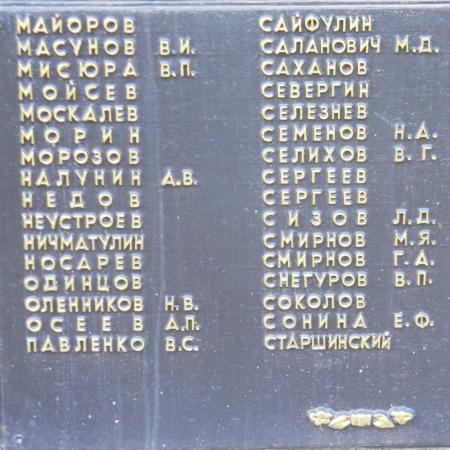 МАЙОРОВ
МАСУНОВ В.И.
МИСЮРА В.П.
МОЙСЕВ
МОСКАЛЕВ
МОРИН
МОРОЗОВ
НАЛУНИН А.В.
НЕДОВ
НЕУСТРОЕВ
НИЧМАТУЛИН
НОСАРЕВ
ОДИНЦОВ
ОЛЕННИКОВ Н.В.
ОСЕЕВ А.П.
ПАВЛЕНКО В.С.
САЙФУЛИН
САЛАНОВИЧ М.Д.
САХАНОВ
СЕВЕРГИН
СЕЛЕЗНЕВ
СЕМЕНОВ Н.А.
СЕЛИХОВ В.Г.
СЕРГЕЕВ
СЕРГЕЕВ
СИЗОВ Л.Д.
СМИРНОВ М.Я.
СМИРНОВ Г.А.
СНЕГУРОВ В.П.
СОКОЛОВ
СОНИНА Е.Ф.
СТАРШИНСКИЙ